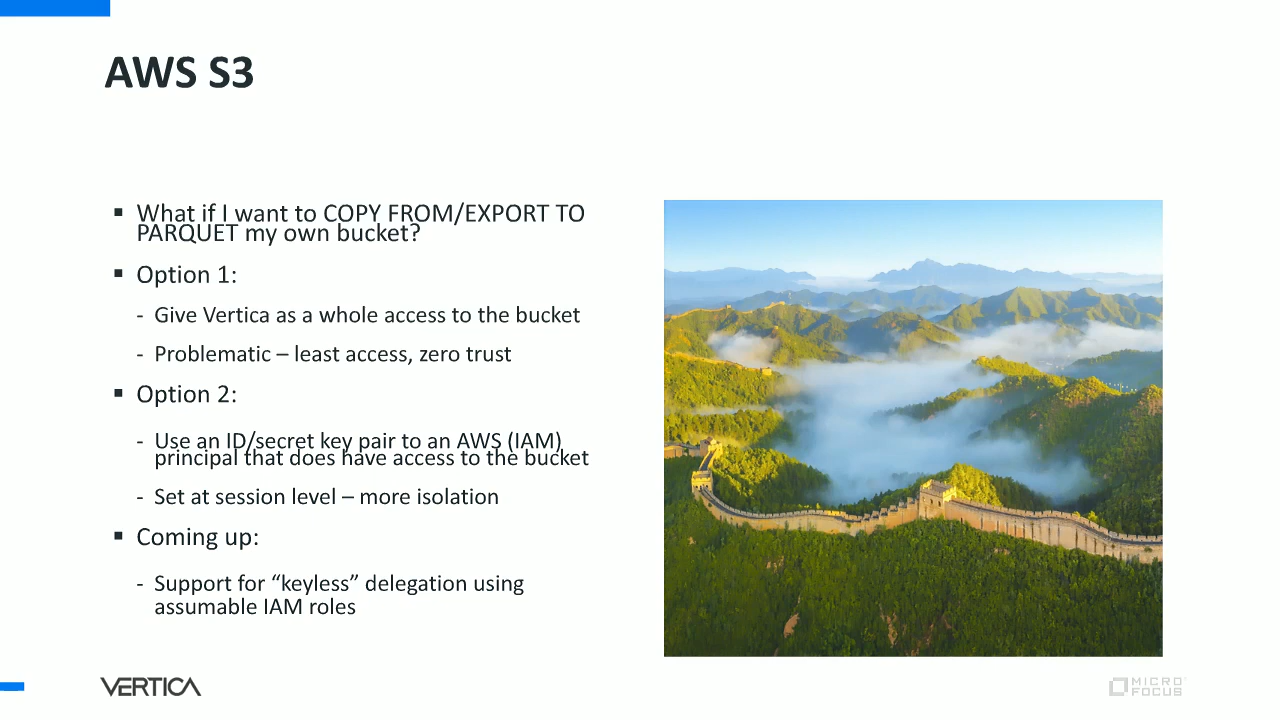 AWS S3
▪ What if I want to COPY FROM/EXPORT TO
PARQUET my own bucket?
▪ Option 1:
- Give Vertica as a whole access to the bucket
- Problematic – least access, zero trust
▪ Option 2:
- Use an ID/secret key pair to an AWS (IAM)
principal that does have access to the bucket
- Set at session level – more isolation
▪ Coming up:
- Support for “keyless” delegation using
assumable IAM roles
VERTICA
MICRO
FOCUS